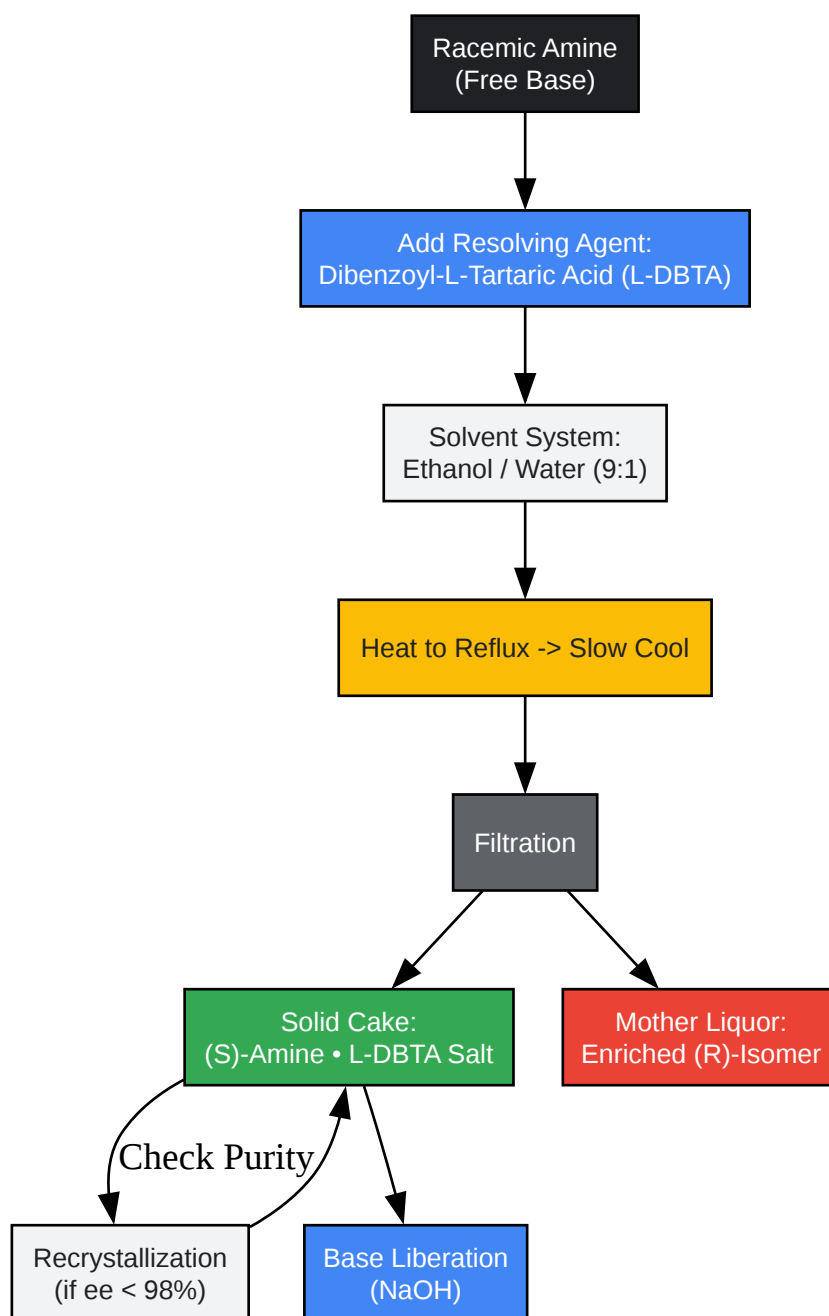 Racemic Amine
(Free Base)
Add Resolving Agent:
Dibenzoyl-L-Tartaric Acid (L-DBTA)
Solvent System:
Ethanol / Water (9:1)
Heat to Reflux -> Slow Cool
Filtration
Solid Cake:
(S)-Amine • L-DBTA Salt
Mother Liquor:
Enriched (R)-Isomer
Check Purity
Recrystallization
(if ee < 98%)
Base Liberation
(NaOH)